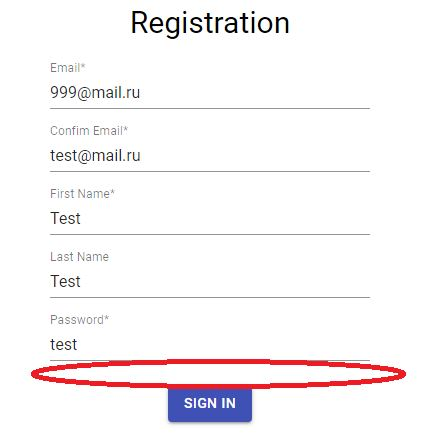 Registration
Email*
999@mail.ru
Confim Email*
test@mail.ru
First Name*
Test
Last Name
Test
Password*
test
SIGN IN